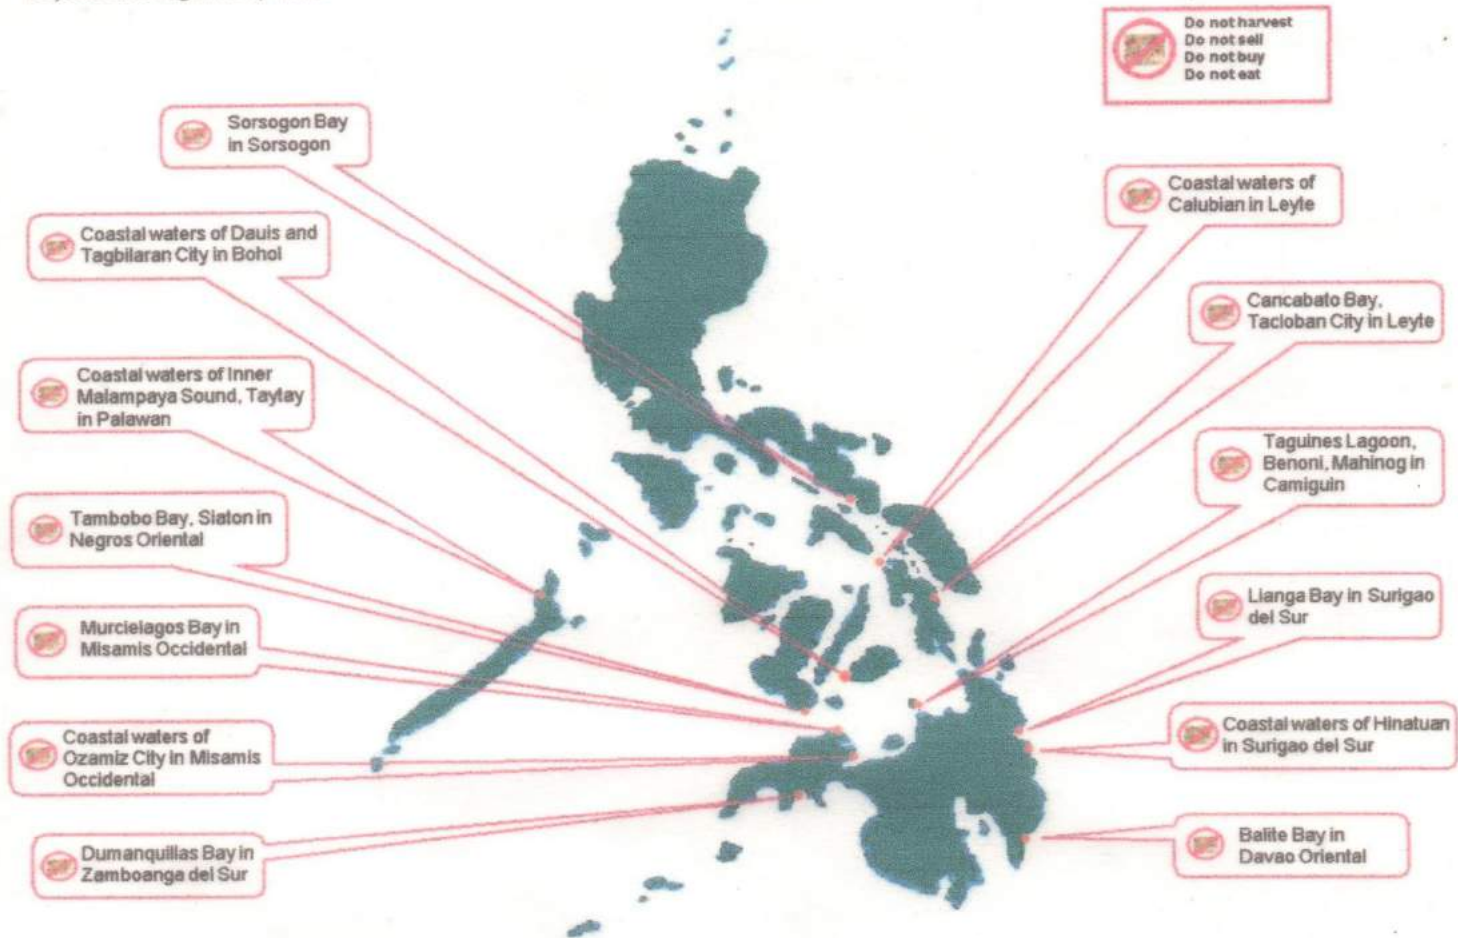 Do not harvest
Do not sell
Do not buy
Do not eat
Sorsogon Bay
in Sorsogon
Coastal waters of Dauis and
Tagbilaran City in Bohol
Coastal waters of Inner
Malampaya Sound, Taytay
in Palawan
Tambobo Bay, Siaton in
Negros Oriental
Murcielagos Bay in
Misamis Occidental
Coastal waters of
Ozamiz City in Misamis
Occidental
Dumanquillas Bay in
Zamboanga del Sur
Coastal waters of
Calubian in Leyte
Cancabato Bay,
Tacloban City in Leyte
Taguines Lagoon,
Benoni, Mahinog in
Camiguin
Lianga Bay in Surigao
del Sur
Coastal waters of Hinatuan
in Surigao del Sur
Balite Bay in
Davao Oriental